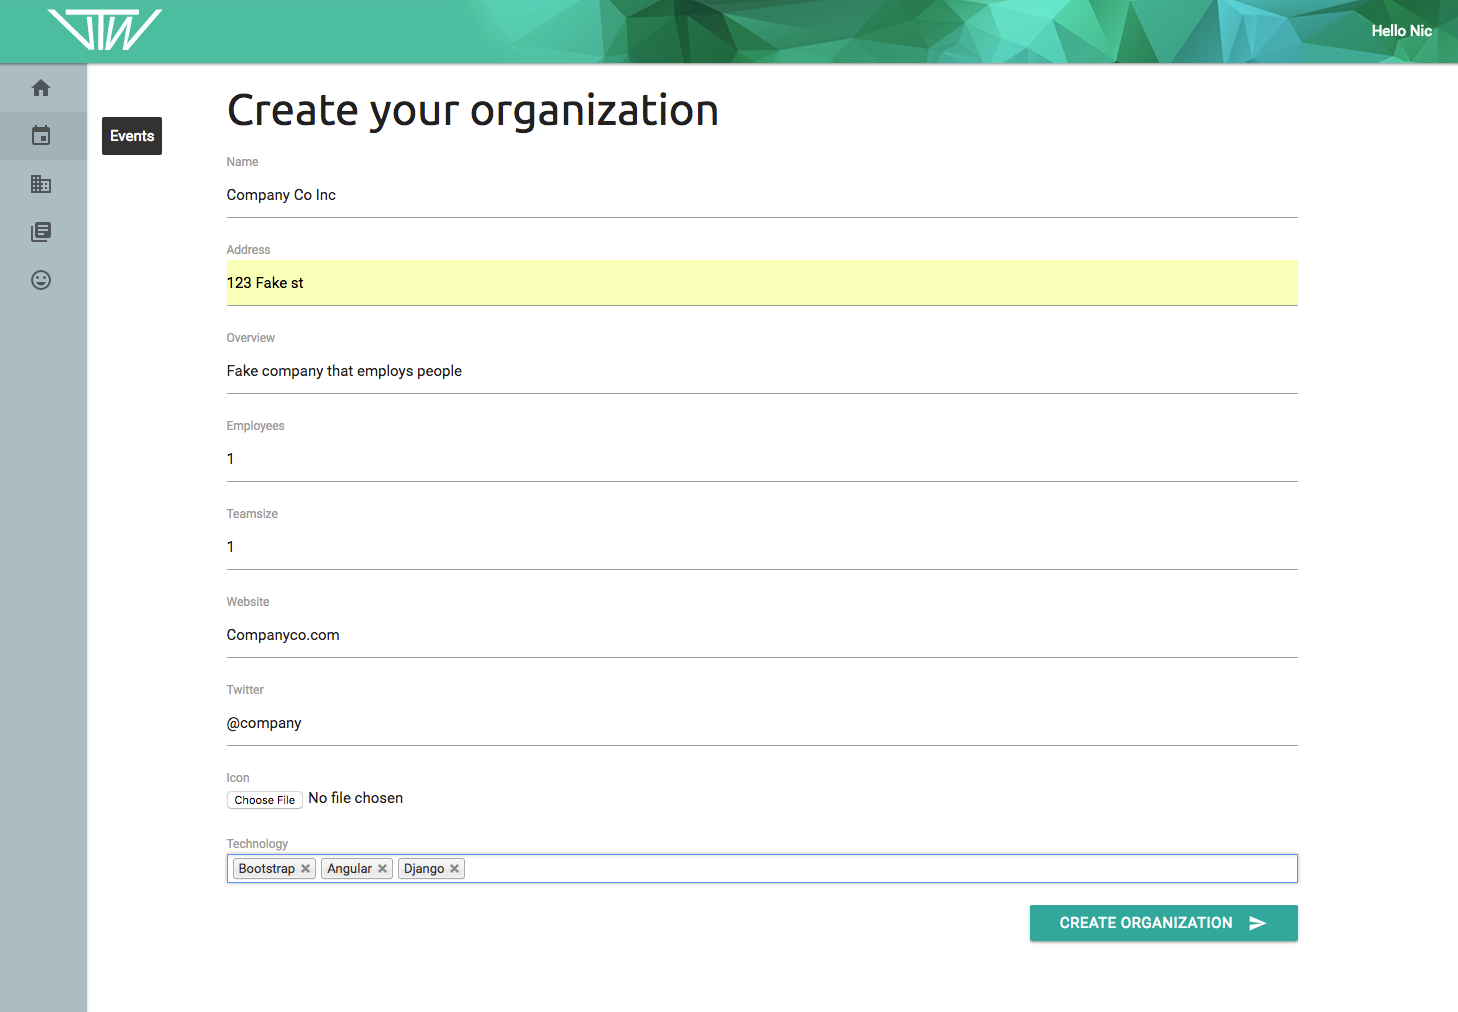 Hello Nic
Events
Create your organization
Name
Company Co Inc
Address
123 Fake st
Overview
Fake company that employs people
Employees
1
Teamsize
1
Website
Companyco.com
Twitter
@company
Icon
Choose File No file chosen
Technology
Bootstrap Angular Django
CREATE ORGANIZATION